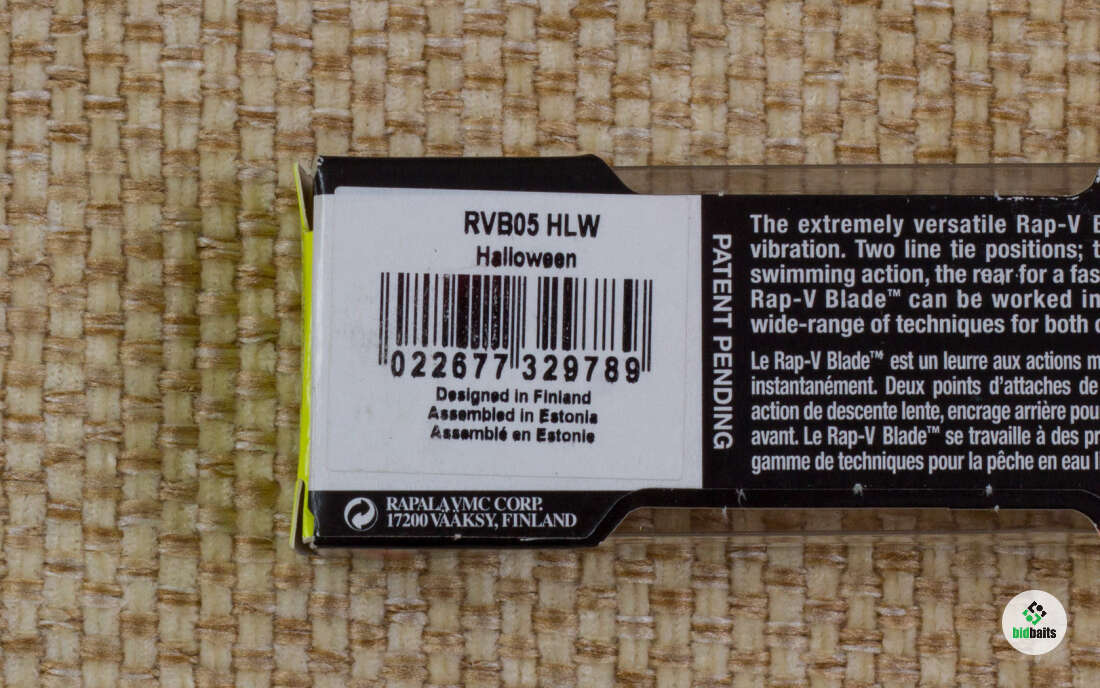 RVB05 HLW
Halloween
022677 329789
Designed in Finland
Assembled in Estonia
Assemblé en Estonie
RAPALA VMC CORP.
17200 VÄÄKSY, FINLAND
PATENT PENDING
The extremely versatile Rap-V
vibration. Two line tie positions;
swimming action, the rear for a fas
Rap-V Blade™ can be worked in
wide-range of techniques for both
Le Rap-V Blade™ est un leurre aux actions
instantanément. Deux points d'attaches de
action de descente lente, encrage arrière pou
avant. Le Rap-V Blade™ se travaille à des pr
gamme de techniques pour la pêche en eau
bidbaits